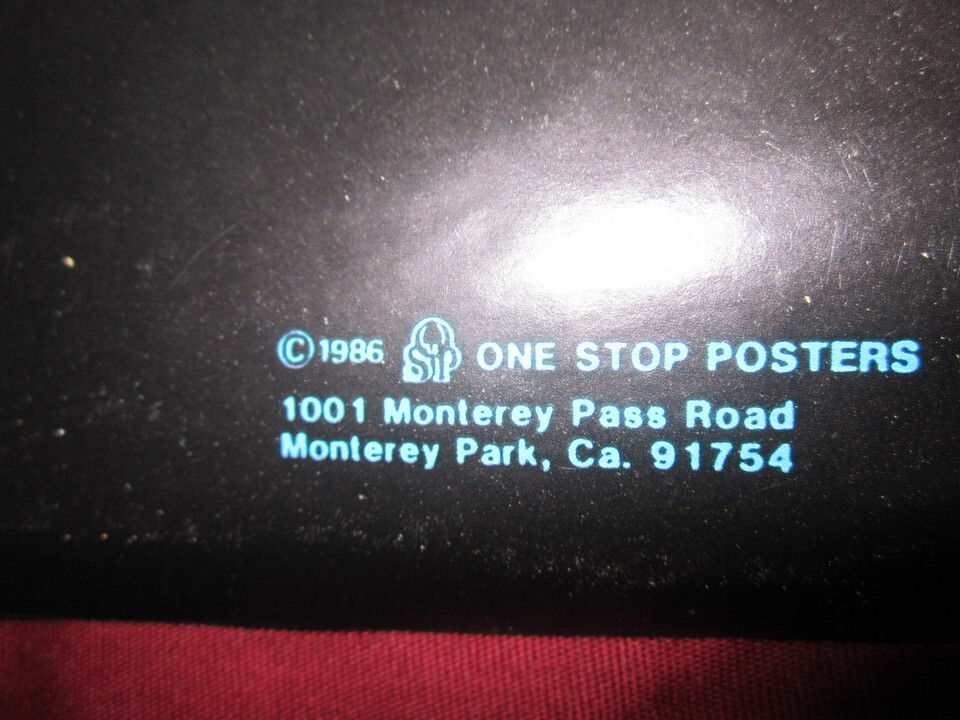 © 1986 OSP ONE STOP POSTERS
1001 Monterey Pass Road
Monterey Park, Ca. 91754